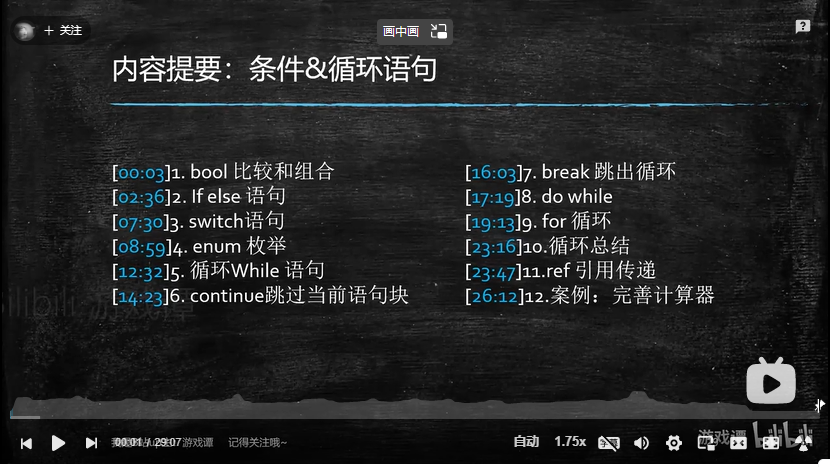 + 关注
画中画
?
内容提要：条件&循环语句
[00:03]1. bool 比较和组合
[02:36]2. If else 语句
[07:30]3. switch语句
[08:59]4. enum 枚举
[12:32]5. 循环While 语句
[14:23]6. continue跳过当前语句块
[16:03]7. break 跳出循环
[17:19]8. do while
[19:13]9. for 循环
[23:16]10.循环总结
[23:47]11.ref 引用传递
[26:12]12.案例：完善计算器
bilibili 游戏谭
00:01 / 29:07
游戏谭
记得关注哦~
自动
1.75x
游戏谭 bilibili